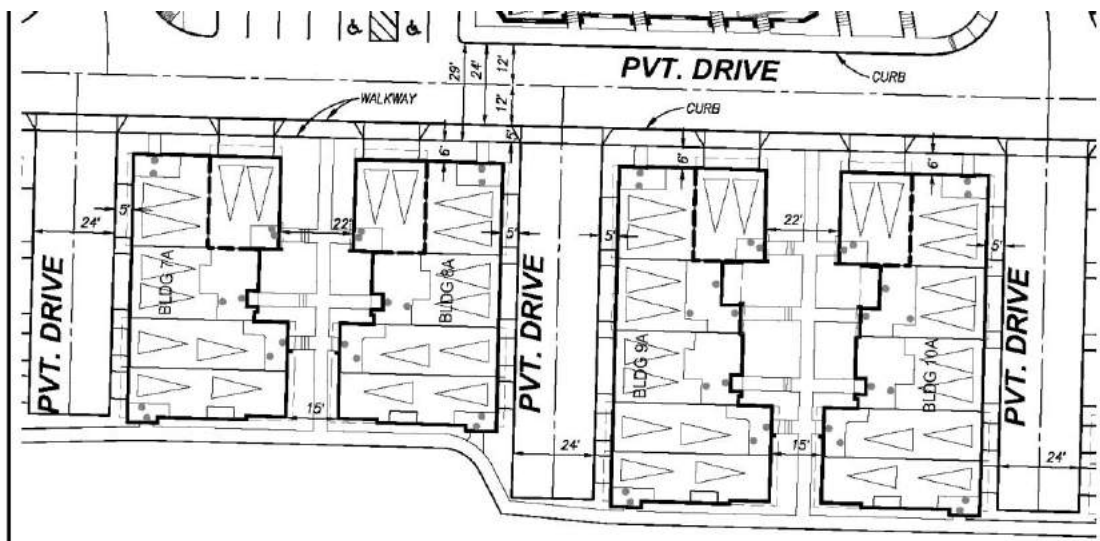 29'
24'
12'
12'
PVT. DRIVE
CURB
WALKWAY
CURB
5'
6'
6'
6'
5'
22'
5'
5'
22'
5'
24'
PVT. DRIVE
BLDG 7A
BLDG 8A
PVT. DRIVE
BLDG 9A
BLDG 10A
PVT. DRIVE
15'
24'
15'
24'